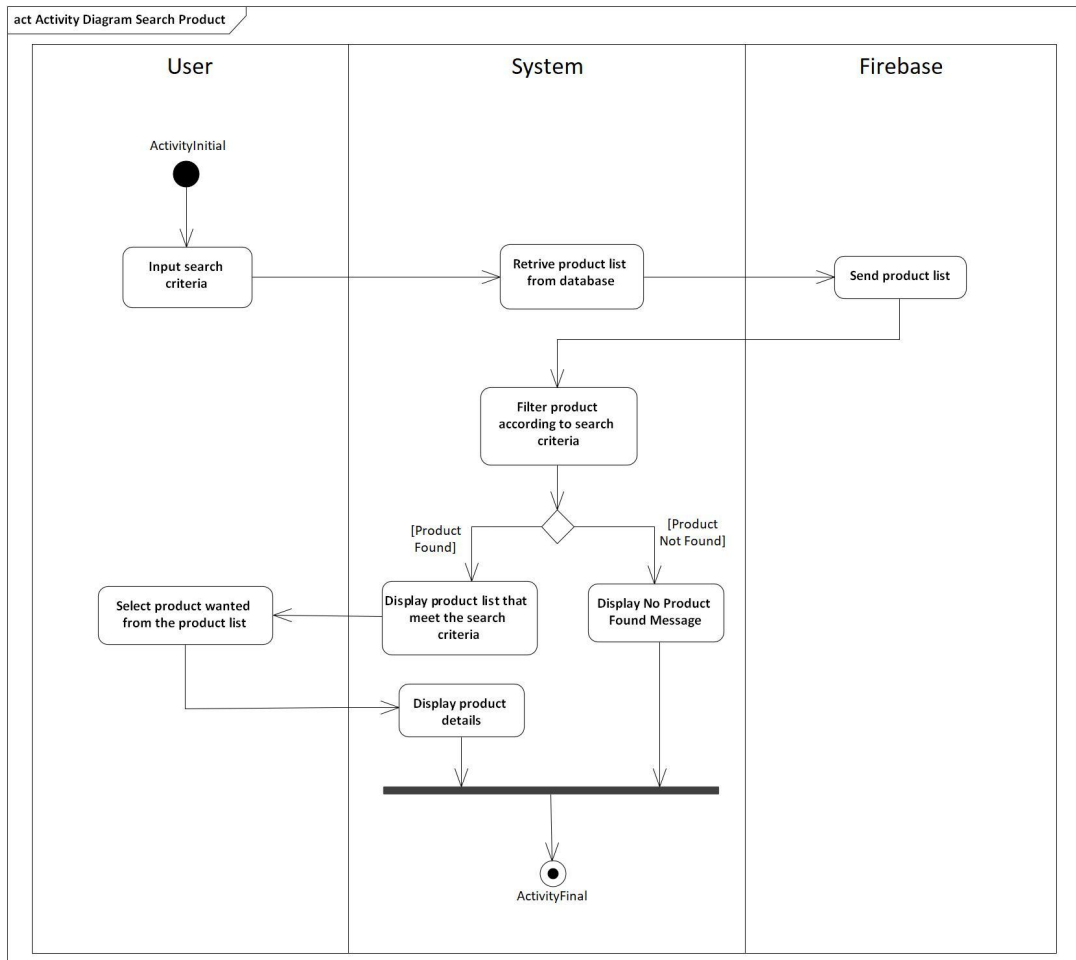 act Activity Diagram Search Product
User
System
Firebase
ActivityInitial
Input search
criteria
Retrive product list
from database
Send product list
Filter product
according to search
criteria
[Product
Found]
[Product
Not Found]
Select product wanted
from the product list
Display product list that
meet the search
criteria
Display No Product
Found Message
Display product
details
ActivityFinal